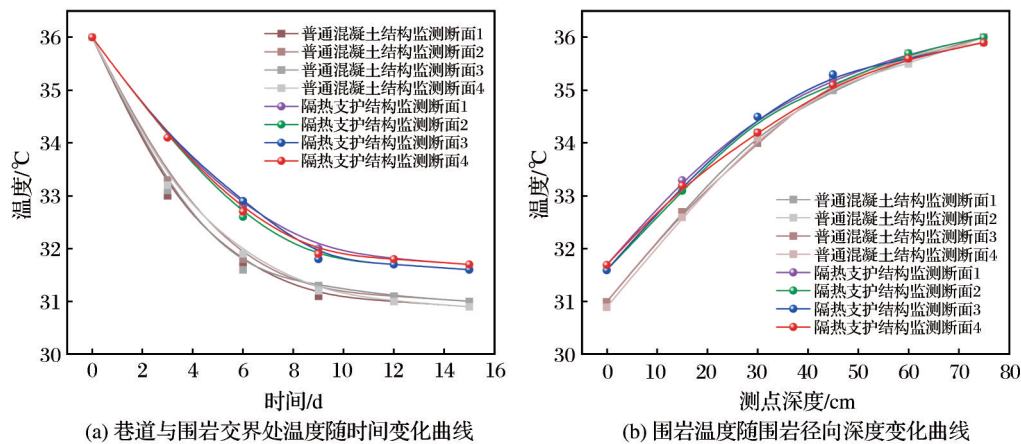 36
35
34
33
32
31
30
温度/℃
普通混凝土结构监测断面1
普通混凝土结构监测断面2
普通混凝土结构监测断面3
普通混凝土结构监测断面4
隔热支护结构监测断面1
隔热支护结构监测断面2
隔热支护结构监测断面3
隔热支护结构监测断面4
0 2 4 6 8 10 12 14 16
时间/d
(a) 巷道与围岩交界处温度随时间变化曲线
36
35
34
33
32
31
30
温度/℃
普通混凝土结构监测断面1
普通混凝土结构监测断面2
普通混凝土结构监测断面3
普通混凝土结构监测断面4
隔热支护结构监测断面1
隔热支护结构监测断面2
隔热支护结构监测断面3
隔热支护结构监测断面4
0 10 20 30 40 50 60 70 80
测点深度/cm
(b) 围岩温度随围岩径向深度变化曲线